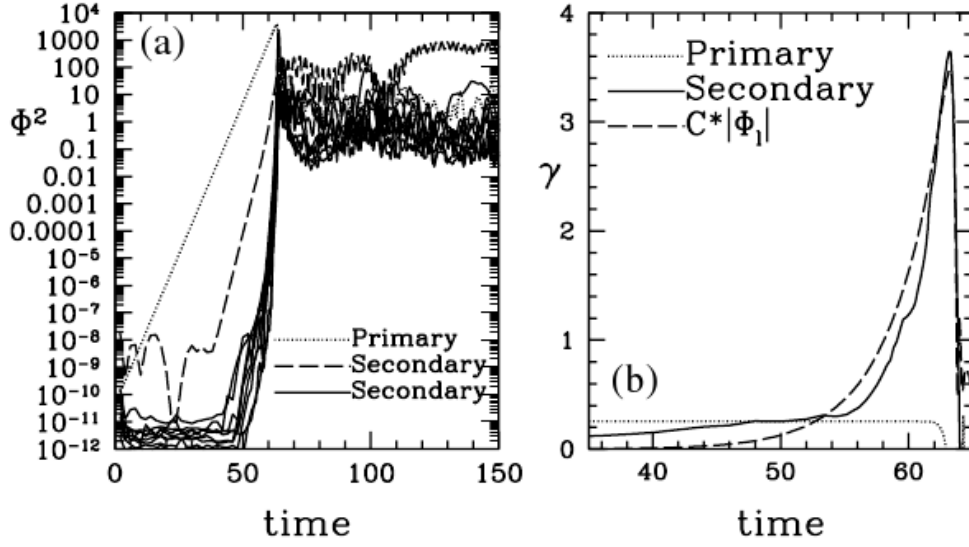 (a)
Φ²
10⁴
1000
100
10
1
0.1
0.01
0.001
0.0001
10⁻⁵
10⁻⁶
10⁻⁷
10⁻⁸
10⁻⁹
10⁻¹⁰
10⁻¹¹
10⁻¹²
Primary
Secondary
Secondary
0 50 100 150
time
(b)
γ
4
3
2
1
0
Primary
Secondary
C*|Φ₁|
40 50 60
time